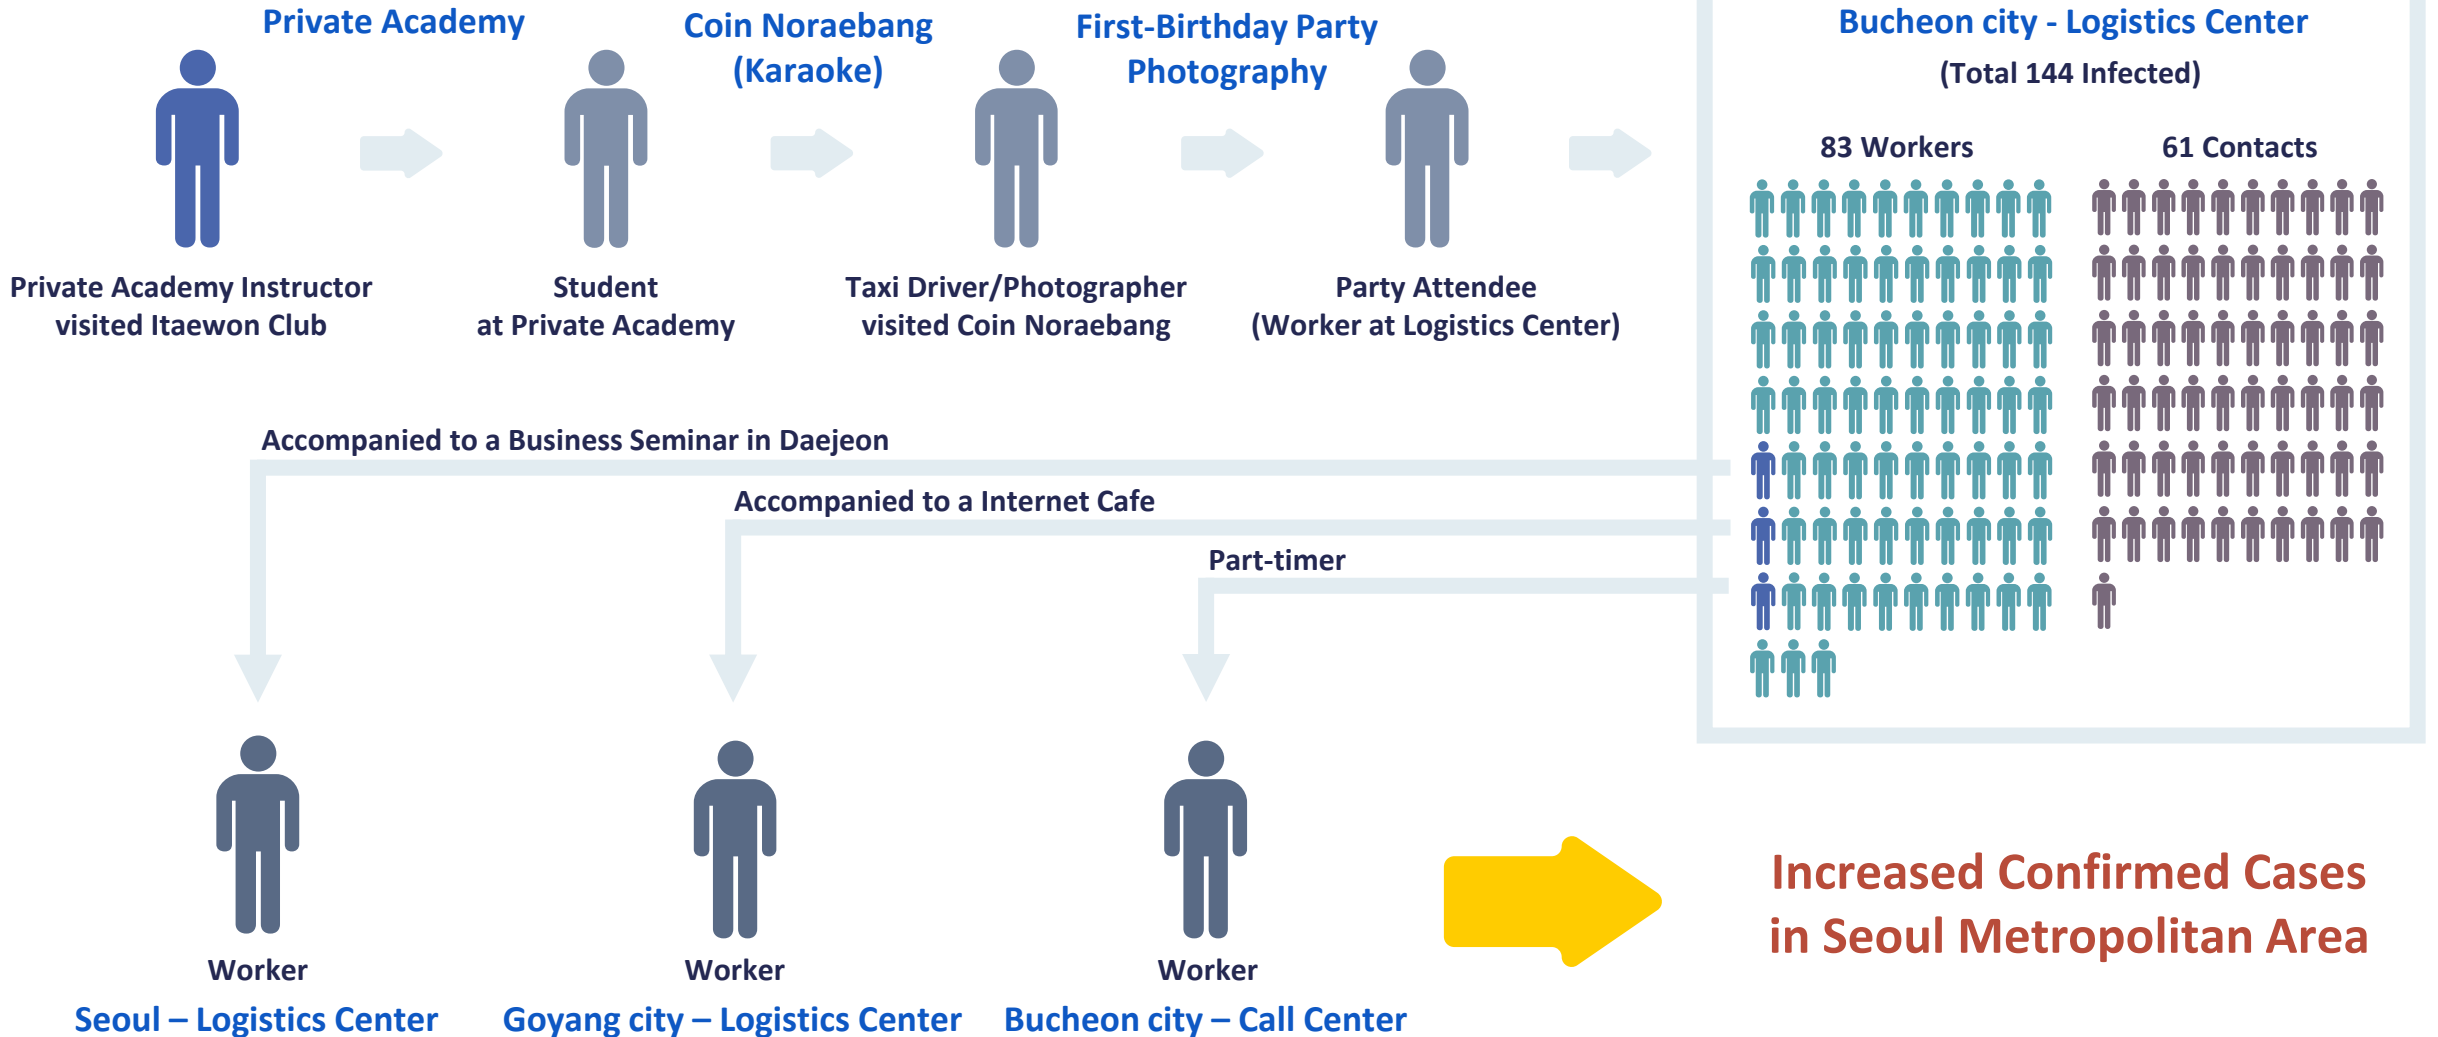 Private Academy
Coin Noraebang
(Karaoke)
First-Birthday Party
Photography
Bucheon city - Logistics Center
(Total 144 Infected)
83 Workers
61 Contacts
Private Academy Instructor
visited Itaewon Club
Student
at Private Academy
Taxi Driver/Photographer
visited Coin Noraebang
Party Attendee
(Worker at Logistics Center)
Accompanied to a Business Seminar in Daejeon
Accompanied to a Internet Cafe
Part-timer
Worker
Seoul – Logistics Center
Worker
Goyang city – Logistics Center
Worker
Bucheon city – Call Center
Increased Confirmed Cases
in Seoul Metropolitan Area